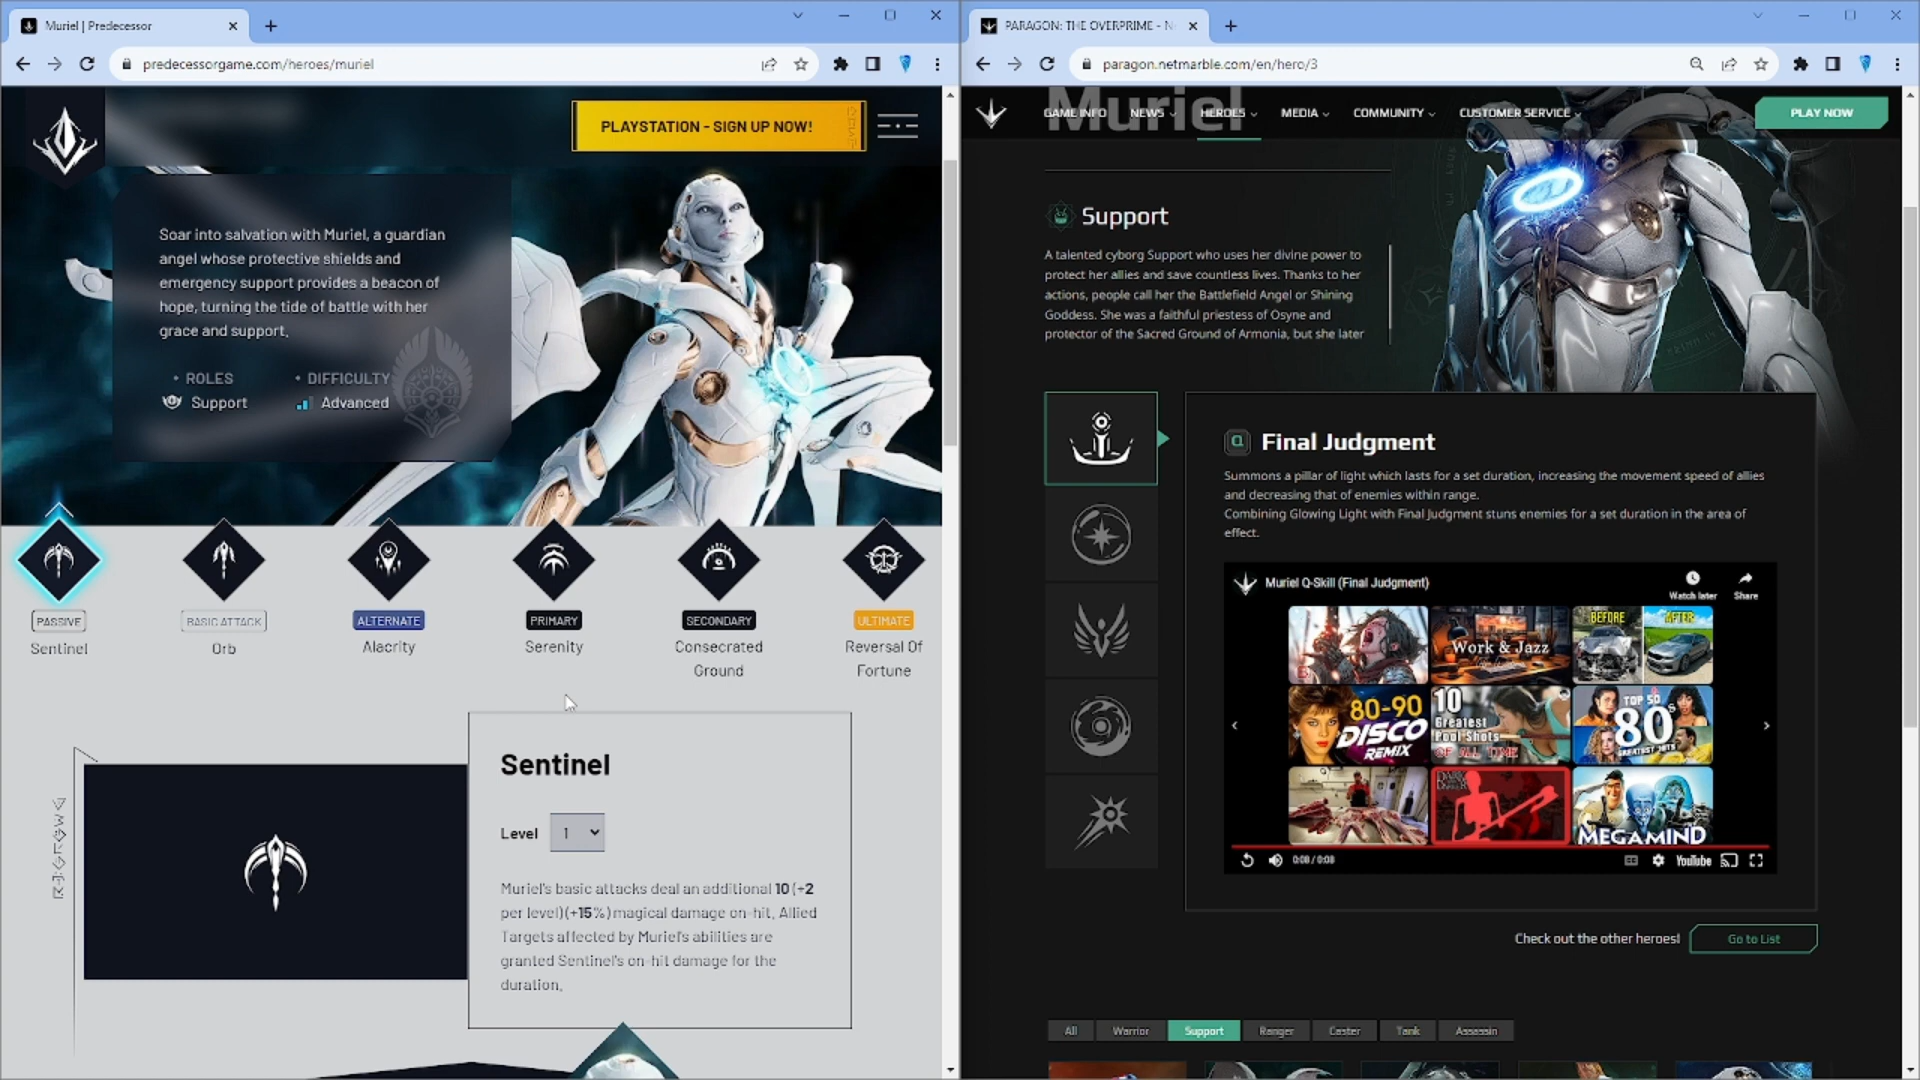 Muriel | Predecessor
predecessorgame.com/heroes/muriel
PLAYSTATION - SIGN UP NOW!
Soar into salvation with Muriel, a guardian
angel whose protective shields and
emergency support provides a beacon of
hope, turning the tide of battle with her
grace and support.
• ROLES
• DIFFICULTY
Support
Advanced
PASSIVE
Sentinel
BASIC ATTACK
Orb
ALTERNATE
Alacrity
PRIMARY
Serenity
SECONDARY
Consecrated
Ground
ULTIMATE
Reversal Of
Fortune
Sentinel
Level 1
Muriel's basic attacks deal an additional 10 (+2
per level)(+15%) magical damage on-hit. Allied
Targets affected by Muriel's abilities are
granted Sentinel's on-hit damage for the
duration.
PARAGON: THE OVERPRIME - N
paragon.netmarble.com/en/hero/3
Muriel
GAME INFO
NEWS
HEROES
MEDIA
COMMUNITY
CUSTOMER SERVICE
PLAY NOW
Support
A talented cyborg Support who uses her divine power to
protect her allies and save countless lives. Thanks to her
actions, people call her the Battlefield Angel or Shining
Goddess. She was a faithful priestess of Osyne and
protector of the Sacred Ground of Armonia, but she later
Q Final Judgment
Summons a pillar of light which lasts for a set duration, increasing the movement speed of allies
and decreasing that of enemies within range.
Combining Glowing Light with Final Judgment stuns enemies for a set duration in the area of
effect.
Muriel Q-Skill (Final Judgment)
Watch later
Share
Work & Jazz
BEFORE
AFTER
80-90
DISCO
REMIX
10
Greatest
Pool Shots
OF ALL TIME
TOP 50
80's
GREATEST HITS
MEGAMIND
0:08 / 0:08
YouTube
Check out the other heroes!
Go to List
All
Warrior
Support
Ranger
Caster
Tank
Assassin